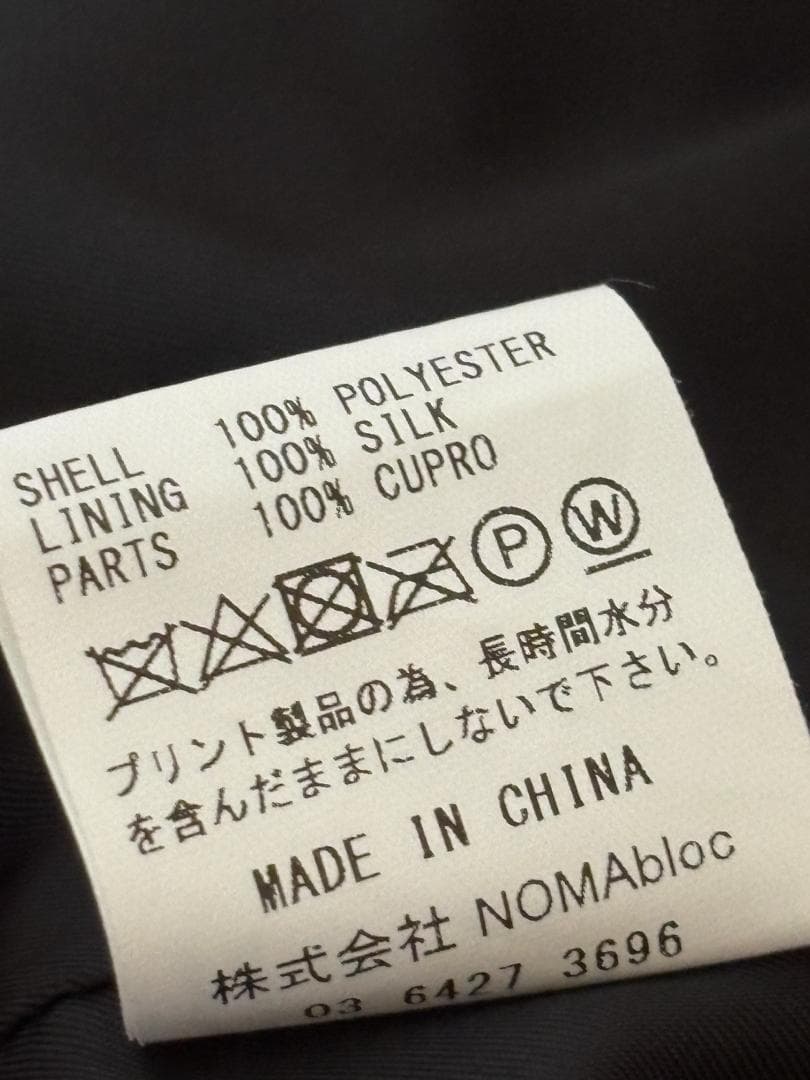 SHELL 100% POLYESTER
LINING 100% SILK
PARTS 100% CUPRO
P W
プリント製品の為、長時間水分
を含んだままにしないで下さい。
MADE IN CHINA
株式会社 NOMAbloc
03 6427 3696